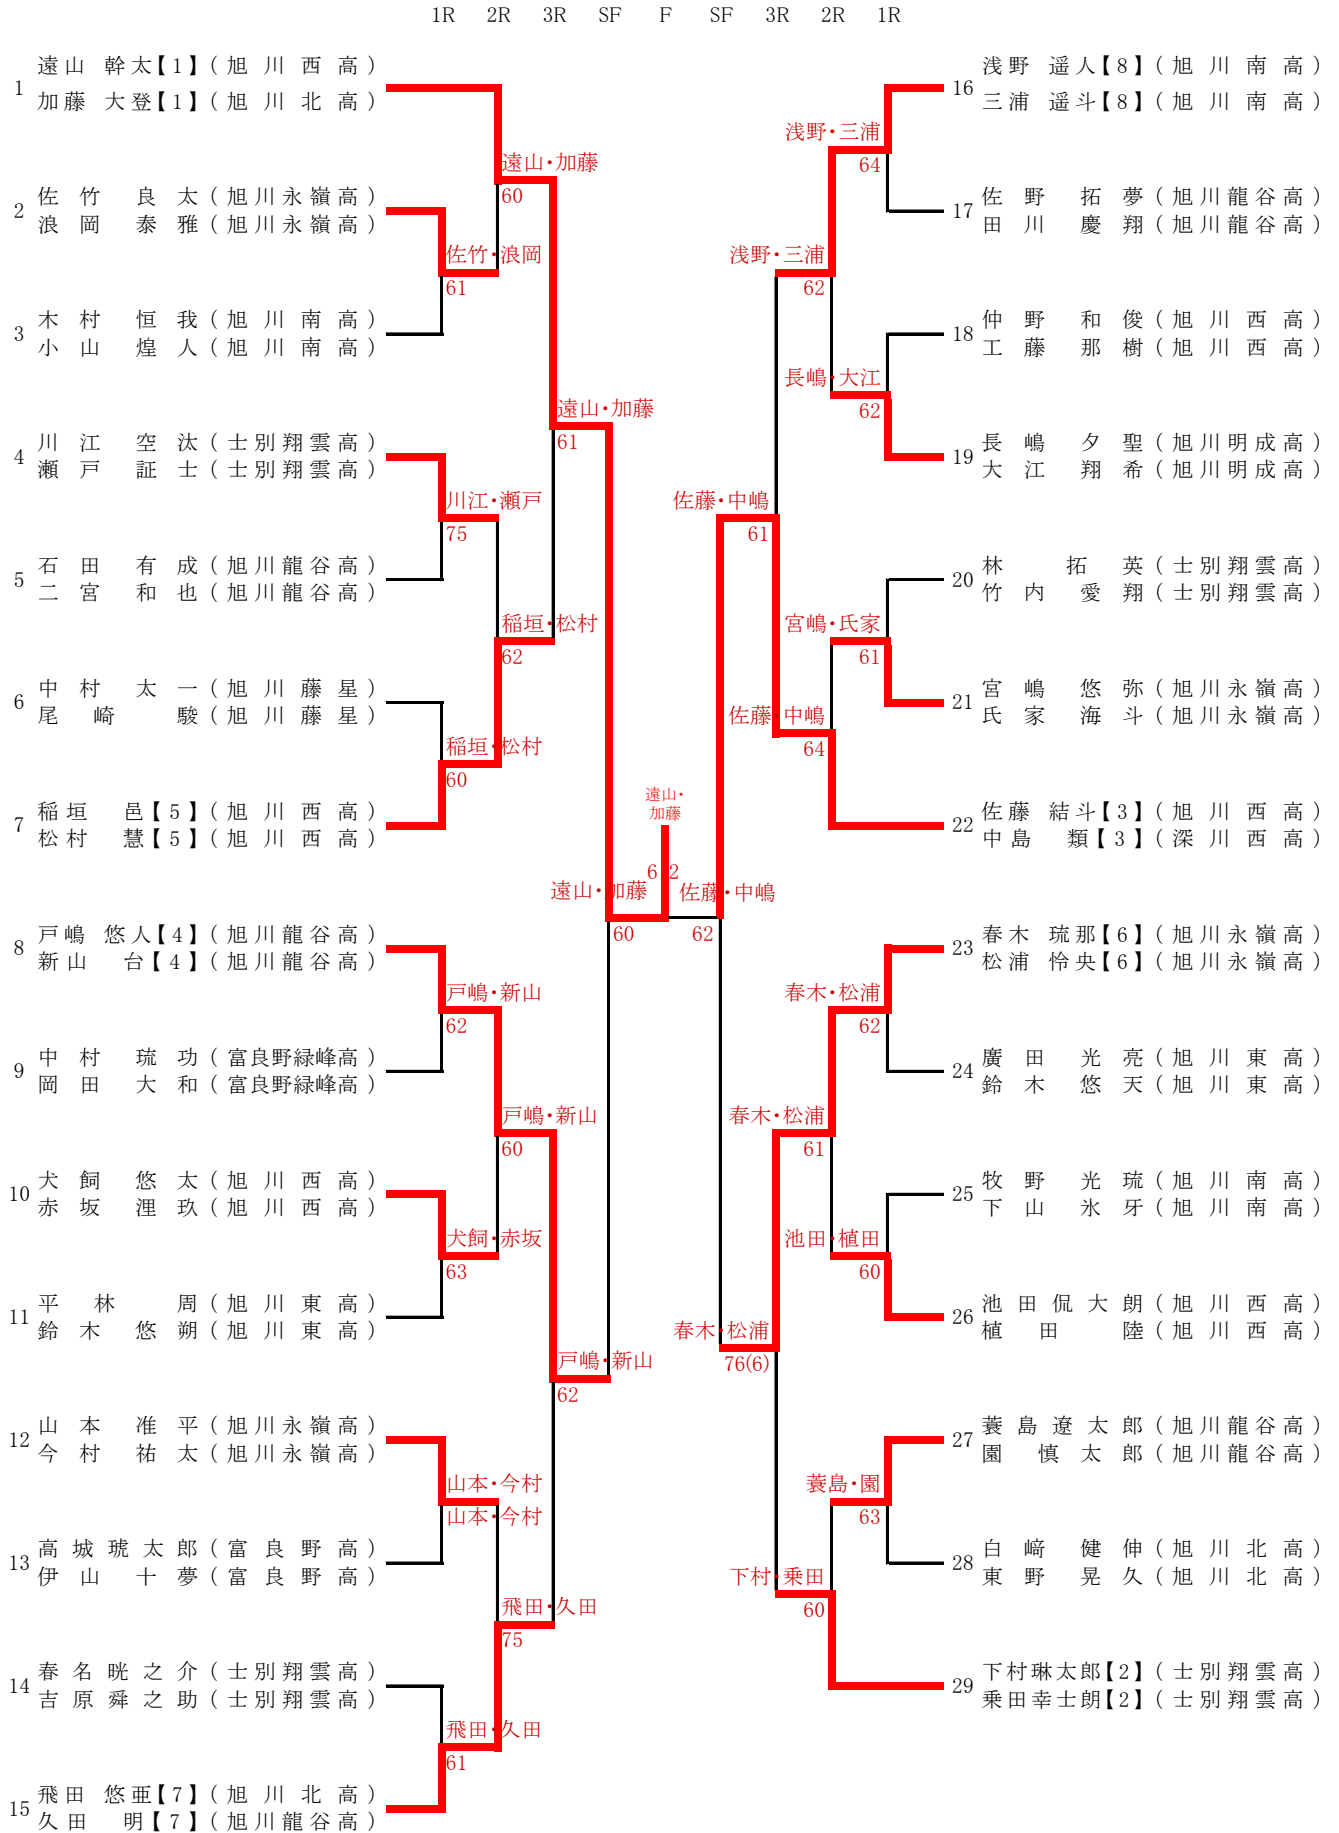 1R 2R 3R SF F SF 3R 2R 1R
1 遠山 幹太【1】(旭川西高)
加藤 大登【1】(旭川北高)
2 佐竹 良太(旭川永嶺高)
浪岡 泰雅(旭川永嶺高)
3 木村 恒我(旭川南高)
小山 煌人(旭川南高)
4 川江 空汰(士別翔雲高)
瀬戸 証士(士別翔雲高)
5 石田 有成(旭川龍谷高)
二宮 和也(旭川龍谷高)
6 中村 太一(旭川藤星)
尾崎 駿(旭川藤星)
7 稲垣 邑【5】(旭川西高)
松村 慧【5】(旭川西高)
8 戸嶋 悠人【4】(旭川龍谷高)
新山 台【4】(旭川龍谷高)
9 中村 琉功(富良野緑峰高)
岡田 大和(富良野緑峰高)
10 犬飼 悠太(旭川西高)
赤坂 浬玖(旭川西高)
11 平林 周(旭川東高)
鈴木 悠朔(旭川東高)
12 山本 准平(旭川永嶺高)
今村 祐太(旭川永嶺高)
13 高城琥太郎(富良野高)
伊山 十夢(富良野高)
14 春名晄之介(士別翔雲高)
吉原舜之助(士別翔雲高)
15 飛田 悠亜【7】(旭川北高)
久田 明【7】(旭川龍谷高)
佐竹・浪岡
61
川江・瀬戸
75
稲垣・松村
60
戸嶋・新山
62
犬飼・赤坂
63
山本・今村
山本・今村
飛田・久田
61
遠山・加藤
60
稲垣・松村
62
戸嶋・新山
60
飛田・久田
75
遠山・加藤
61
戸嶋・新山
62
遠山・加藤
60
遠山・
加藤
62
佐藤・中嶋
62
佐藤・中嶋
61
春木・松浦
76(6)
浅野・三浦
62
佐藤・中嶋
64
春木・松浦
61
下村・乗田
60
浅野・三浦
64
長嶋・大江
62
宮嶋・氏家
61
春木・松浦
62
池田・植田
60
蓑島・園
63
16 浅野 遥人【8】(旭川南高)
三浦 遥斗【8】(旭川南高)
17 佐野 拓夢(旭川龍谷高)
田川 慶翔(旭川龍谷高)
18 仲野 和俊(旭川西高)
工藤 那樹(旭川西高)
19 長嶋 夕聖(旭川明成高)
大江 翔希(旭川明成高)
20 林 拓英(士別翔雲高)
竹内 愛翔(士別翔雲高)
21 宮嶋 悠弥(旭川永嶺高)
氏家 海斗(旭川永嶺高)
22 佐藤 結斗【3】(旭川西高)
中島 類【3】(深川西高)
23 春木 琉那【6】(旭川永嶺高)
松浦 怜央【6】(旭川永嶺高)
24 廣田 光亮(旭川東高)
鈴木 悠天(旭川東高)
25 牧野 光琉(旭川南高)
下山 氷牙(旭川南高)
26 池田侃大朗(旭川西高)
植田 陸(旭川西高)
27 蓑島遼太郎(旭川龍谷高)
園 慎太郎(旭川龍谷高)
28 白﨑 健伸(旭川北高)
東野 晃久(旭川北高)
29 下村琳太郎【2】(士別翔雲高)
乗田幸士朗【2】(士別翔雲高)